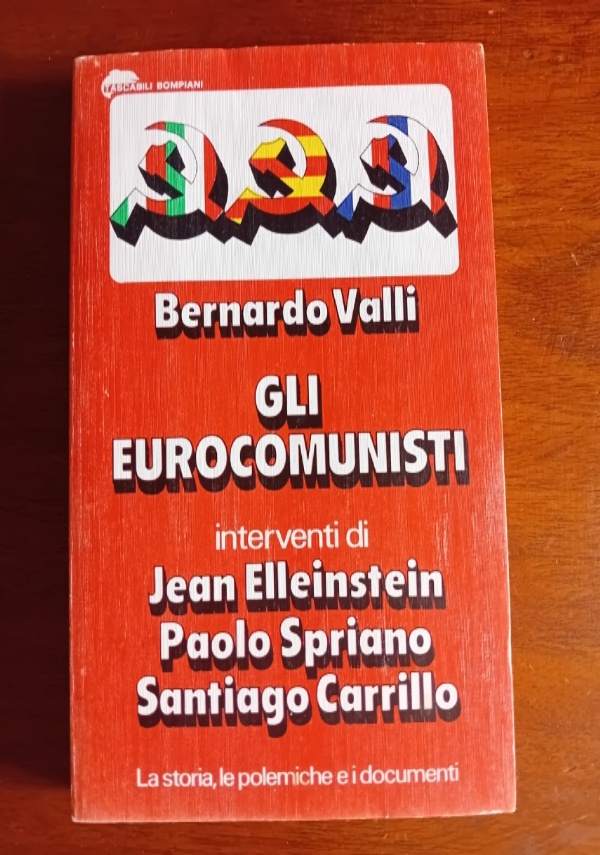 TASCABILI BOMPIANI
Bernardo Valli
GLI
EUROCOMUNISTI
interventi di
Jean Elleinstein
Paolo Spriano
Santiago Carrillo
La storia, le polemiche e i documenti